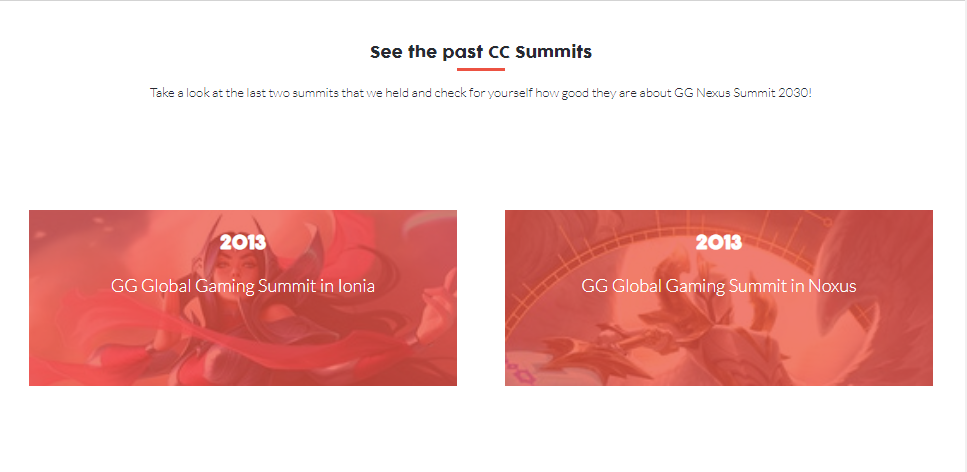 See the past CC Summits
Take a look at the last two summits that we held and check for yourself how good they are about GG Nexus Summit 2030!
2013
GG Global Gaming Summit in Ionia
2013
GG Global Gaming Summit in Noxus